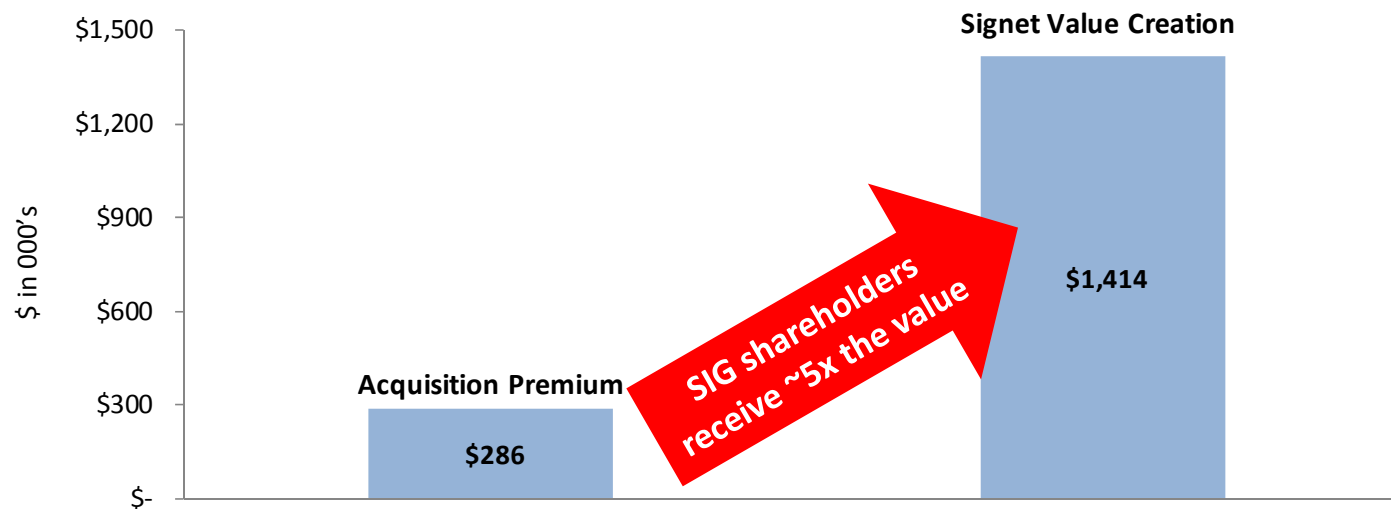 Signet Value Creation
$1,500
$1,200
$900
$600
$300
$-
$ in 000’s
Acquisition Premium
$286
SIG shareholders
receive ~5x the value
$1,414